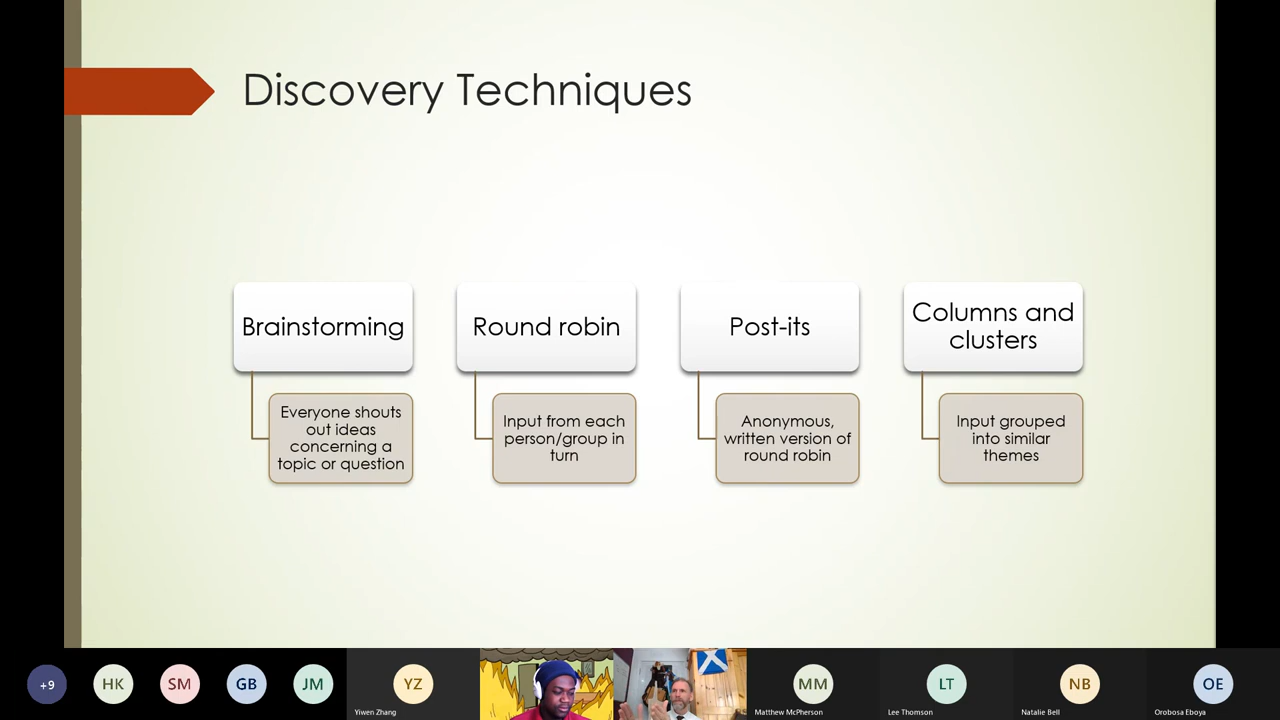 Discovery Techniques
Brainstorming
Everyone shouts
out ideas
concerning a
topic or question
Round robin
Input from each
person/group in
turn
Post-its
Anonymous,
written version of
round robin
Columns and
clusters
Input grouped
into similar
themes
+9
HK
SM
GB
JM
YZ
Yiwen Zhang
MM
Matthew McPherson
LT
Lee Thomson
NB
Natalie Bell
OE
Orobosa Eboya